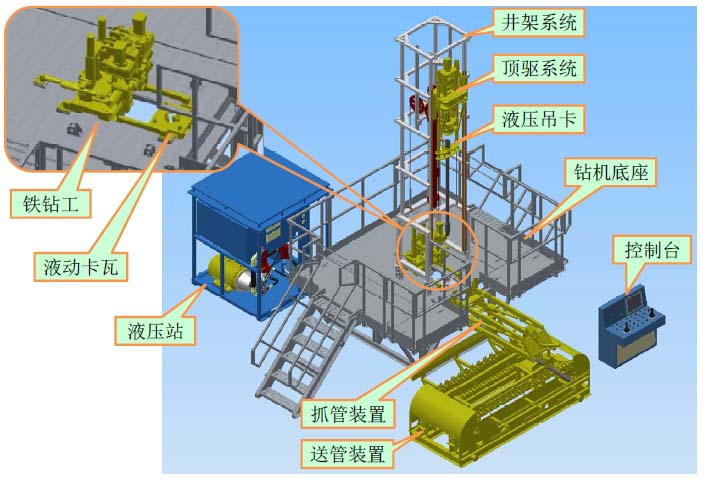 井架系统
顶驱系统
液压吊卡
钻机底座
铁钻工
控制台
液动卡瓦
液压站
抓管装置
送管装置